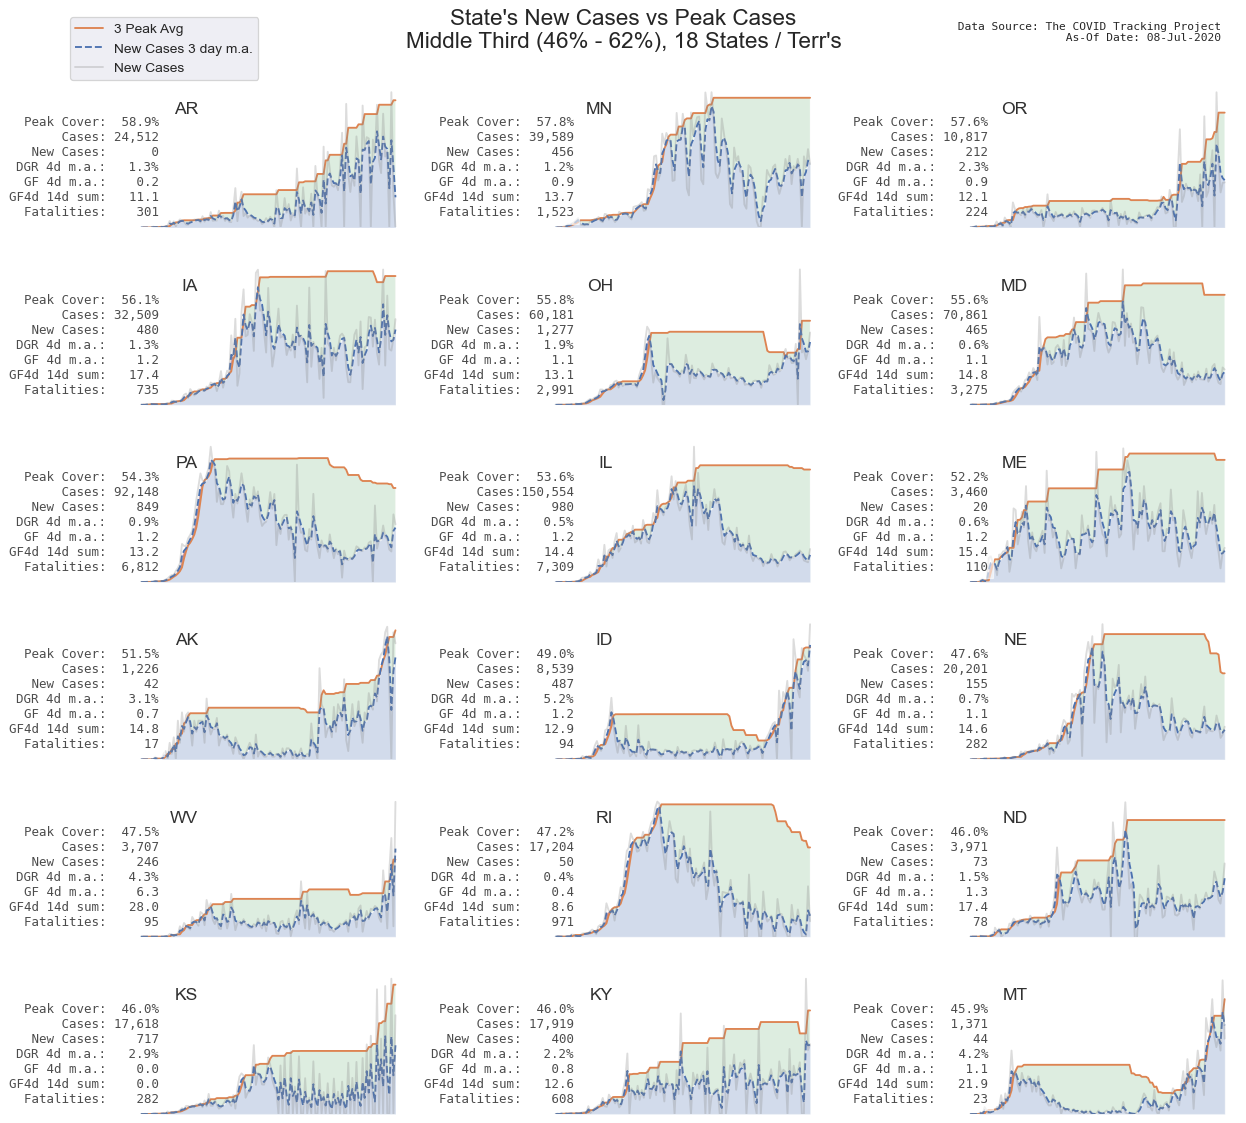 State's New Cases vs Peak Cases
Middle Third (46% - 62%), 18 States / Terr's
3 Peak Avg
New Cases 3 day m.a.
New Cases
Data Source: The COVID Tracking Project
As-Of Date: 08-Jul-2020
AR
Peak Cover: 58.9%
Cases: 24,512
New Cases: 0
DGR 4d m.a.: 1.3%
GF 4d m.a.: 0.2
GF4d 14d sum: 11.1
Fatalities: 301
MN
Peak Cover: 57.8%
Cases: 39,589
New Cases: 456
DGR 4d m.a.: 1.2%
GF 4d m.a.: 0.9
GF4d 14d sum: 13.7
Fatalities: 1,523
OR
Peak Cover: 57.6%
Cases: 10,817
New Cases: 212
DGR 4d m.a.: 2.3%
GF 4d m.a.: 0.9
GF4d 14d sum: 12.1
Fatalities: 224
IA
Peak Cover: 56.1%
Cases: 32,509
New Cases: 480
DGR 4d m.a.: 1.3%
GF 4d m.a.: 1.2
GF4d 14d sum: 17.4
Fatalities: 735
OH
Peak Cover: 55.8%
Cases: 60,181
New Cases: 1,277
DGR 4d m.a.: 1.9%
GF 4d m.a.: 1.1
GF4d 14d sum: 13.1
Fatalities: 2,991
MD
Peak Cover: 55.6%
Cases: 70,861
New Cases: 465
DGR 4d m.a.: 0.6%
GF 4d m.a.: 1.1
GF4d 14d sum: 14.8
Fatalities: 3,275
PA
Peak Cover: 54.3%
Cases: 92,148
New Cases: 849
DGR 4d m.a.: 0.9%
GF 4d m.a.: 1.2
GF4d 14d sum: 13.2
Fatalities: 6,812
IL
Peak Cover: 53.6%
Cases:150,554
New Cases: 980
DGR 4d m.a.: 0.5%
GF 4d m.a.: 1.2
GF4d 14d sum: 14.4
Fatalities: 7,309
ME
Peak Cover: 52.2%
Cases: 3,460
New Cases: 20
DGR 4d m.a.: 0.6%
GF 4d m.a.: 1.2
GF4d 14d sum: 15.4
Fatalities: 110
AK
Peak Cover: 51.5%
Cases: 1,226
New Cases: 42
DGR 4d m.a.: 3.1%
GF 4d m.a.: 0.7
GF4d 14d sum: 14.8
Fatalities: 17
ID
Peak Cover: 49.0%
Cases: 8,539
New Cases: 487
DGR 4d m.a.: 5.2%
GF 4d m.a.: 1.2
GF4d 14d sum: 12.9
Fatalities: 94
NE
Peak Cover: 47.6%
Cases: 20,201
New Cases: 155
DGR 4d m.a.: 0.7%
GF 4d m.a.: 1.1
GF4d 14d sum: 14.6
Fatalities: 282
WV
Peak Cover: 47.5%
Cases: 3,707
New Cases: 246
DGR 4d m.a.: 4.3%
GF 4d m.a.: 6.3
GF4d 14d sum: 28.0
Fatalities: 95
RI
Peak Cover: 47.2%
Cases: 17,204
New Cases: 50
DGR 4d m.a.: 0.4%
GF 4d m.a.: 0.4
GF4d 14d sum: 8.6
Fatalities: 971
ND
Peak Cover: 46.0%
Cases: 3,971
New Cases: 73
DGR 4d m.a.: 1.5%
GF 4d m.a.: 1.3
GF4d 14d sum: 17.4
Fatalities: 78
KS
Peak Cover: 46.0%
Cases: 17,618
New Cases: 717
DGR 4d m.a.: 2.9%
GF 4d m.a.: 0.0
GF4d 14d sum: 0.0
Fatalities: 282
KY
Peak Cover: 46.0%
Cases: 17,919
New Cases: 400
DGR 4d m.a.: 2.2%
GF 4d m.a.: 0.8
GF4d 14d sum: 12.6
Fatalities: 608
MT
Peak Cover: 45.9%
Cases: 1,371
New Cases: 44
DGR 4d m.a.: 4.2%
GF 4d m.a.: 1.1
GF4d 14d sum: 21.9
Fatalities: 23